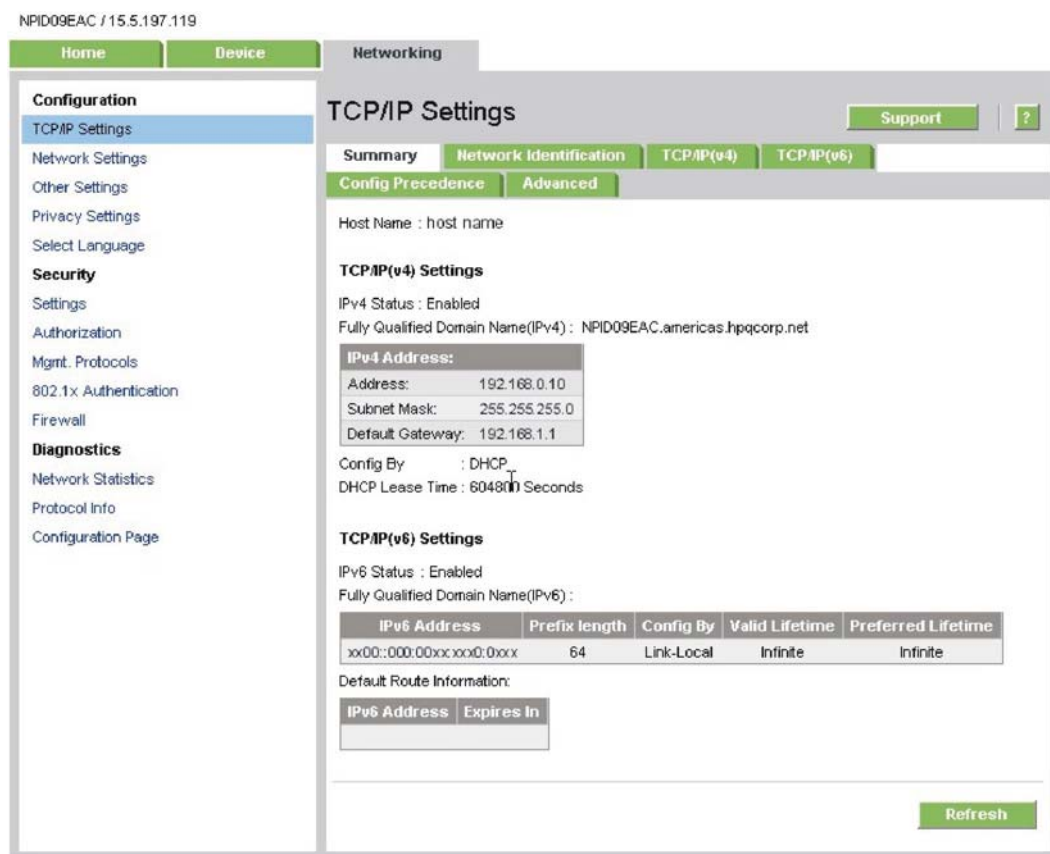 NPID09EAC / 15.5.197.119
Home Device Networking
Configuration
TCP/IP Settings
Network Settings
Other Settings
Privacy Settings
Select Language
Security
Settings
Authorization
Mgmt. Protocols
802.1x Authentication
Firewall
Diagnostics
Network Statistics
Protocol Info
Configuration Page
TCP/IP Settings
Support ?
Summary Network Identification TCP/IP(v4) TCP/IP(v6)
Config Precedence Advanced
Host Name : host name
TCP/IP(v4) Settings
IPv4 Status : Enabled
Fully Qualified Domain Name(IPv4) : NPID09EAC.americas.hpqcorp.net
IPv4 Address:
Address: 192.168.0.10
Subnet Mask: 255.255.255.0
Default Gateway: 192.168.1.1
Config By : DHCP
DHCP Lease Time : 604800 Seconds
TCP/IP(v6) Settings
IPv6 Status : Enabled
Fully Qualified Domain Name(IPv6) :
IPv6 Address Prefix length Config By Valid Lifetime Preferred Lifetime
xx00::000:00xx:xxx0:0xxx 64 Link-Local Infinite Infinite
Default Route Information:
IPv6 Address Expires In
Refresh